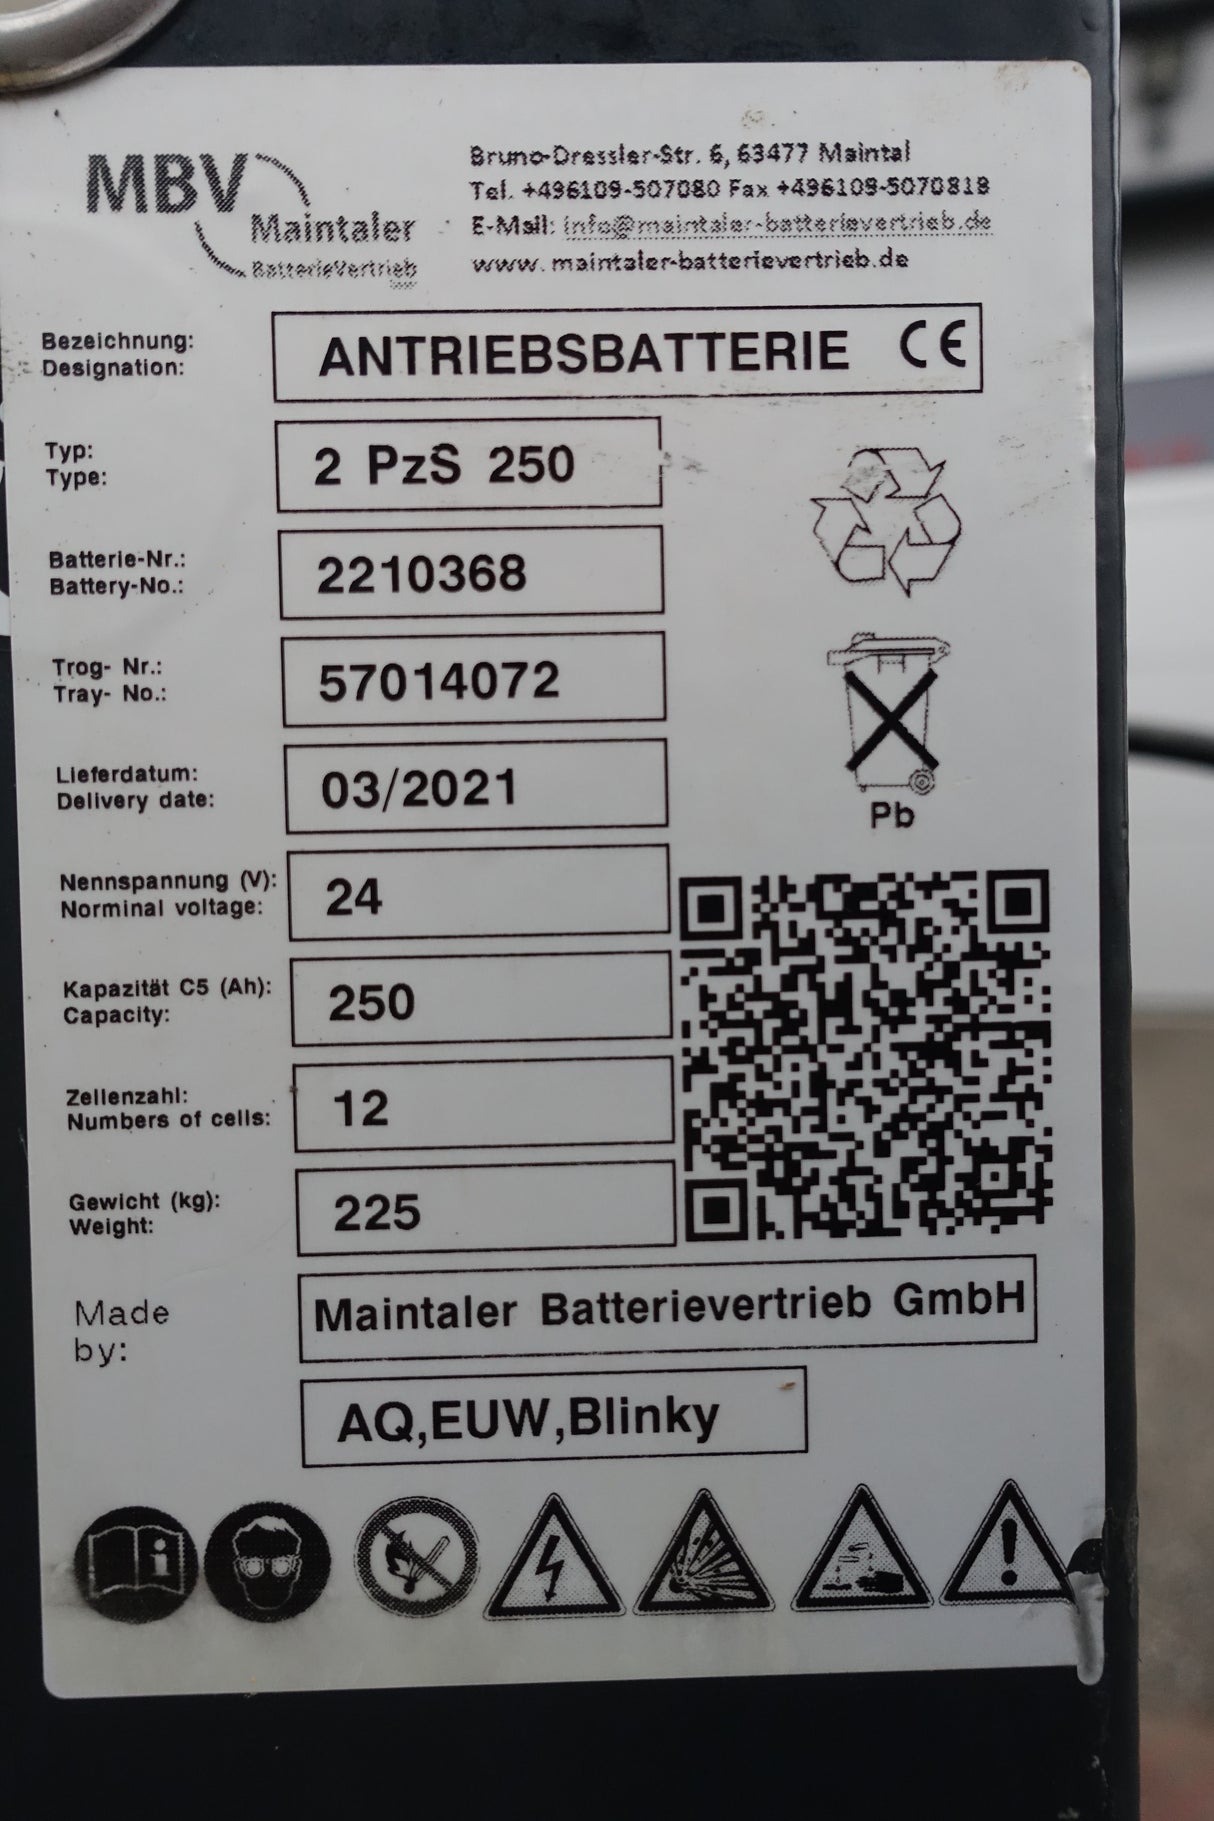 MBV
Maintaler
BatterieVertrieb
Bruno-Dressler-Str. 6, 63477 Maintal
Tel. +496109-507080 Fax +496109-5070819
E-Mail: info@maintaler-batterievertrieb.de
www.maintaler-batterievertrieb.de
Bezeichnung:
Designation:
ANTRIEBSBATTERIE CE
Typ:
Type:
2 PzS 250
Batterie-Nr.:
Battery-No.:
2210368
Trog- Nr.:
Tray- No.:
57014072
Lieferdatum:
Delivery date:
03/2021
Pb
Nennspannung (V):
Norminal voltage:
24
Kapazität C5 (Ah):
Capacity:
250
Zellenzahl:
Numbers of cells:
12
Gewicht (kg):
Weight:
225
Made
by:
Maintaler Batterievertrieb GmbH
AQ,EUW,Blinky